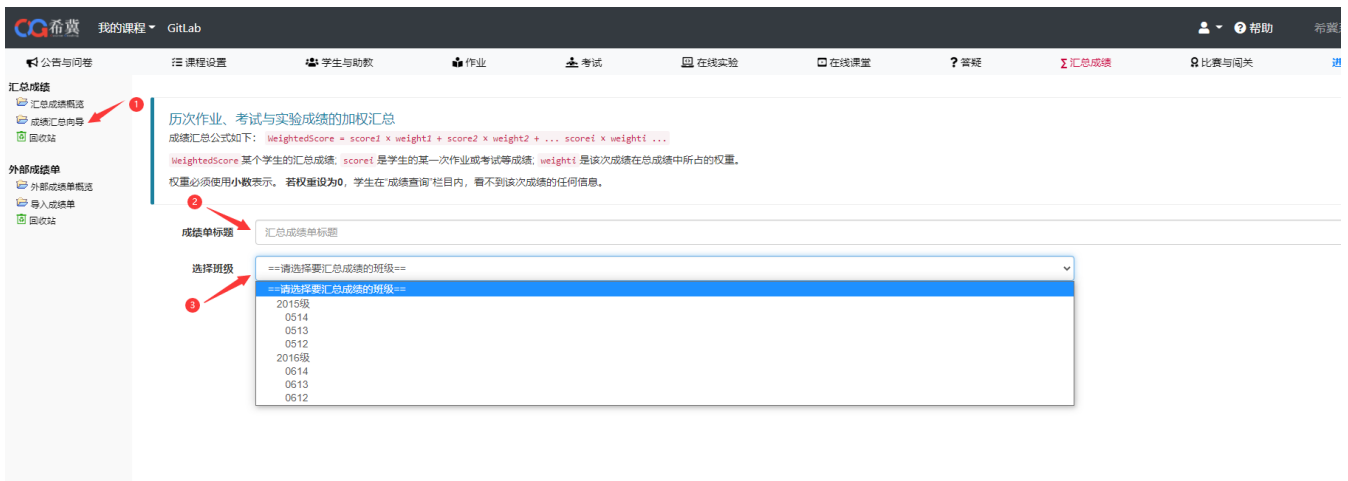 CG希冀 我的课程 GitLab 帮助 希冀
公告与问卷 课程设置 学生与助教 作业 考试 在线实验 在线课堂 ? 答疑 Σ汇总成绩 比赛与闯关 进
汇总成绩
汇总成绩概览
成绩汇总向导
回收站
外部成绩单
外部成绩单概览
导入成绩单
回收站
1
历次作业、考试与实验成绩的加权汇总
成绩汇总公式如下： WeightedScore = score1 × weight1 + score2 × weight2 + ... scorei × weighti ...
WeightedScore 某个学生的汇总成绩; scorei 是学生的某一次作业或考试等成绩; weighti 是该次成绩在总成绩中所占的权重。
权重必须使用小数表示。 若权重设为0，学生在“成绩查询”栏目内，看不到该次成绩的任何信息。
2
成绩单标题 汇总成绩单标题
选择班级 ==请选择要汇总成绩的班级==
3
==请选择要汇总成绩的班级==
2015级
0514
0513
0512
2016级
0614
0613
0612